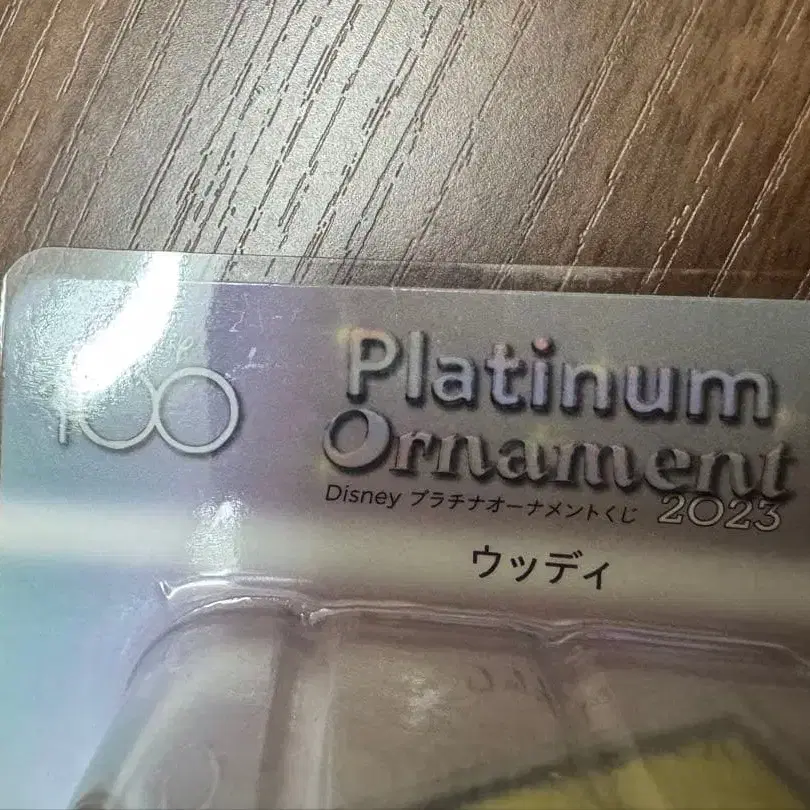 100
Platinum
Ornament
Disney プラチナオーナメントくじ 2023
ウッディ